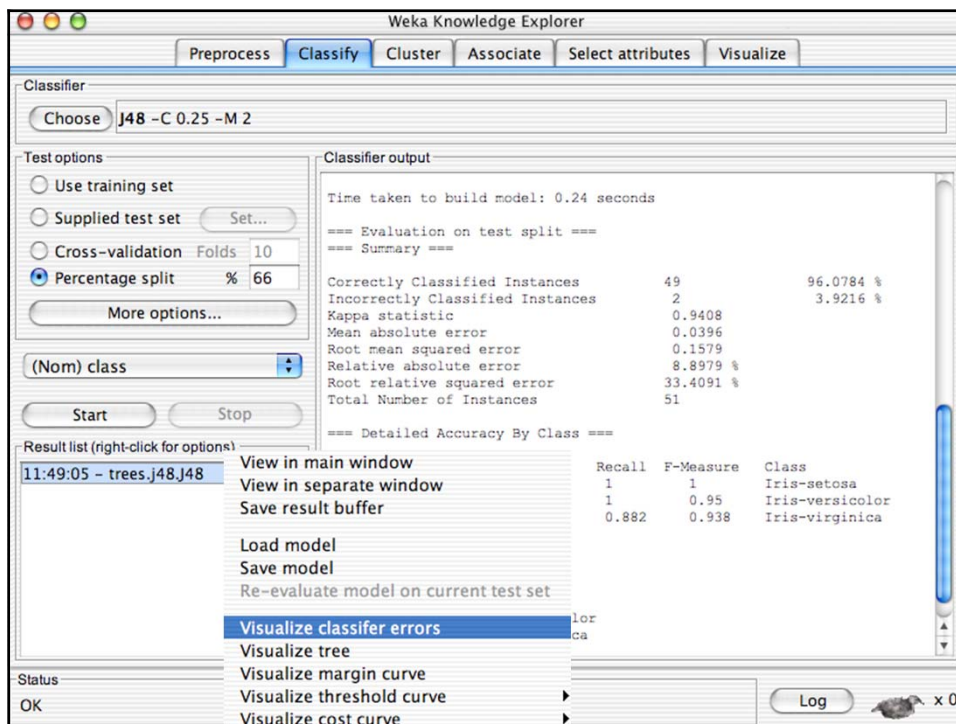 Weka Knowledge Explorer
Preprocess Classify Cluster Associate Select attributes Visualize
Classifier
Choose J48 -C 0.25 -M 2
Test options
Use training set
Supplied test set Set...
Cross-validation Folds 10
Percentage split % 66
More options...
(Nom) class
Start Stop
Result list (right-click for options)
11:49:05 - trees.j48.J48
Classifier output
Time taken to build model: 0.24 seconds
=== Evaluation on test split ===
=== Summary ===
Correctly Classified Instances 49 96.0784 %
Incorrectly Classified Instances 2 3.9216 %
Kappa statistic 0.9408
Mean absolute error 0.0396
Root mean squared error 0.1579
Relative absolute error 8.8979 %
Root relative squared error 33.4091 %
Total Number of Instances 51
=== Detailed Accuracy By Class ===
Recall F-Measure Class
1 1 Iris-setosa
1 0.95 Iris-versicolor
0.882 0.938 Iris-virginica
lor
ca
View in main window
View in separate window
Save result buffer
Load model
Save model
Re-evaluate model on current test set
Visualize classifer errors
Visualize tree
Visualize margin curve
Visualize threshold curve
Visualize cost curve
Status
OK
Log x 0